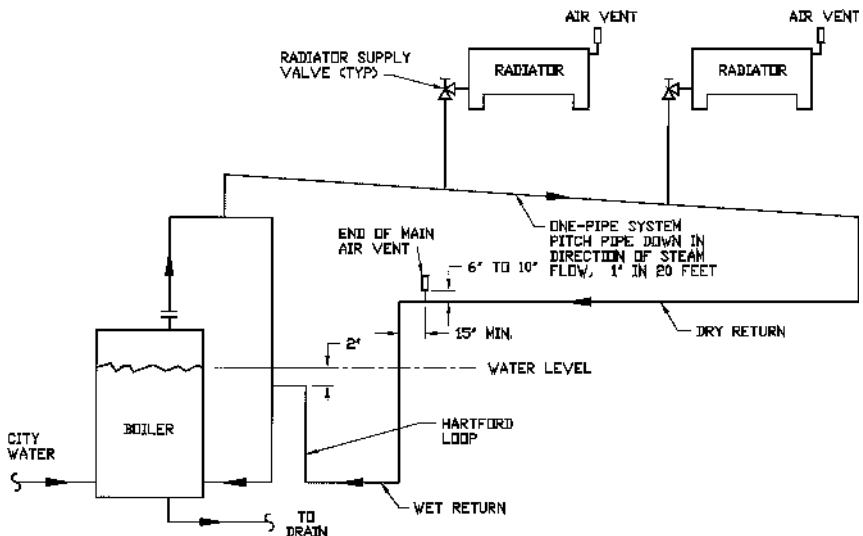 AIR VENT
AIR VENT
RADIATOR SUPPLY
VALVE (TYP)
RADIATOR
RADIATOR
END OF MAIN
AIR VENT
ONE-PIPE SYSTEM
PITCH PIPE DOWN IN
DIRECTION OF STEAM
FLOW, 1" IN 20 FEET
6" TO 10"
15" MIN.
DRY RETURN
2"
WATER LEVEL
BOILER
HARTFORD
LOOP
CITY
WATER
WET RETURN
TO
DRAIN